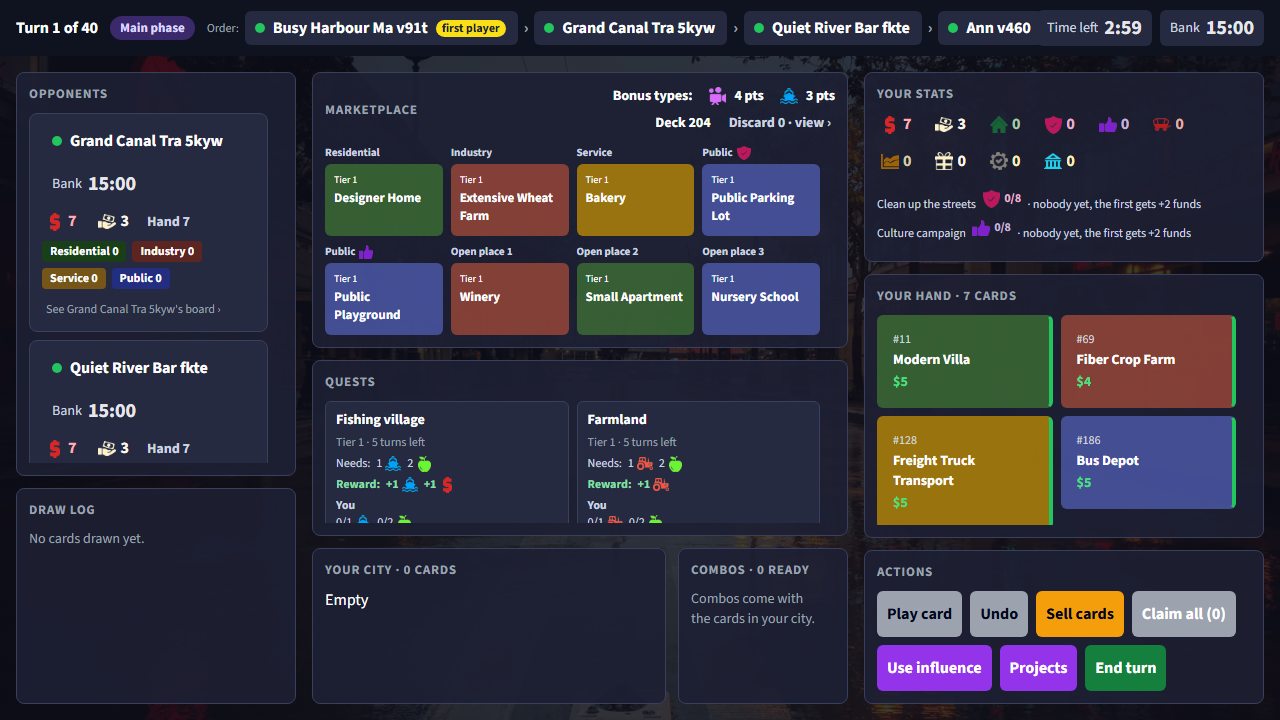 Turn 1 of 40 Main phase Order: Busy Harbour Ma v91t first player › Grand Canal Tra 5kyw › Quiet River Bar fkte › Ann v460 Time left 2:59 Bank 15:00
OPPONENTS
Grand Canal Tra 5kyw
Bank 15:00
7 3 Hand 7
Residential 0 Industry 0
Service 0 Public 0
See Grand Canal Tra 5kyw's board ›
Quiet River Bar fkte
Bank 15:00
7 3 Hand 7
DRAW LOG
No cards drawn yet.
MARKETPLACE
Bonus types: 4 pts 3 pts
Deck 204 Discard 0 · view ›
Residential Industry Service Public
Tier 1 Tier 1 Tier 1 Tier 1
Designer Home Extensive Wheat Bakery Public Parking
Farm Lot
Public Open place 1 Open place 2 Open place 3
Tier 1 Tier 1 Tier 1 Tier 1
Public Winery Small Apartment Nursery School
Playground
QUESTS
Fishing village Farmland
Tier 1 · 5 turns left Tier 1 · 5 turns left
Needs: 1 2 Needs: 1 2
Reward: +1 +1 Reward: +1
You You
0/1 0/2 0/1 0/2
YOUR CITY · 0 CARDS
Empty
COMBOS · 0 READY
Combos come with
the cards in your city.
YOUR STATS
7 3 0 0 0 0
0 0 0 0
Clean up the streets 0/8 · nobody yet, the first gets +2 funds
Culture campaign 0/8 · nobody yet, the first gets +2 funds
YOUR HAND · 7 CARDS
#11 #69
Modern Villa Fiber Crop Farm
$5 $4
#128 #186
Freight Truck Bus Depot
Transport $5
$5
ACTIONS
Play card Undo Sell cards Claim all (0)
Use influence Projects End turn